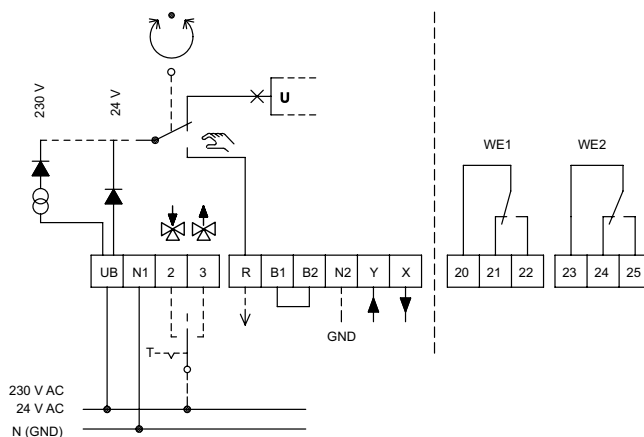 230 V
24 V
U
WE1
WE2
UB N1 2 3 R B1 B2 N2 Y X
20 21 22
23 24 25
GND
T
230 V AC
24 V AC
N (GND)